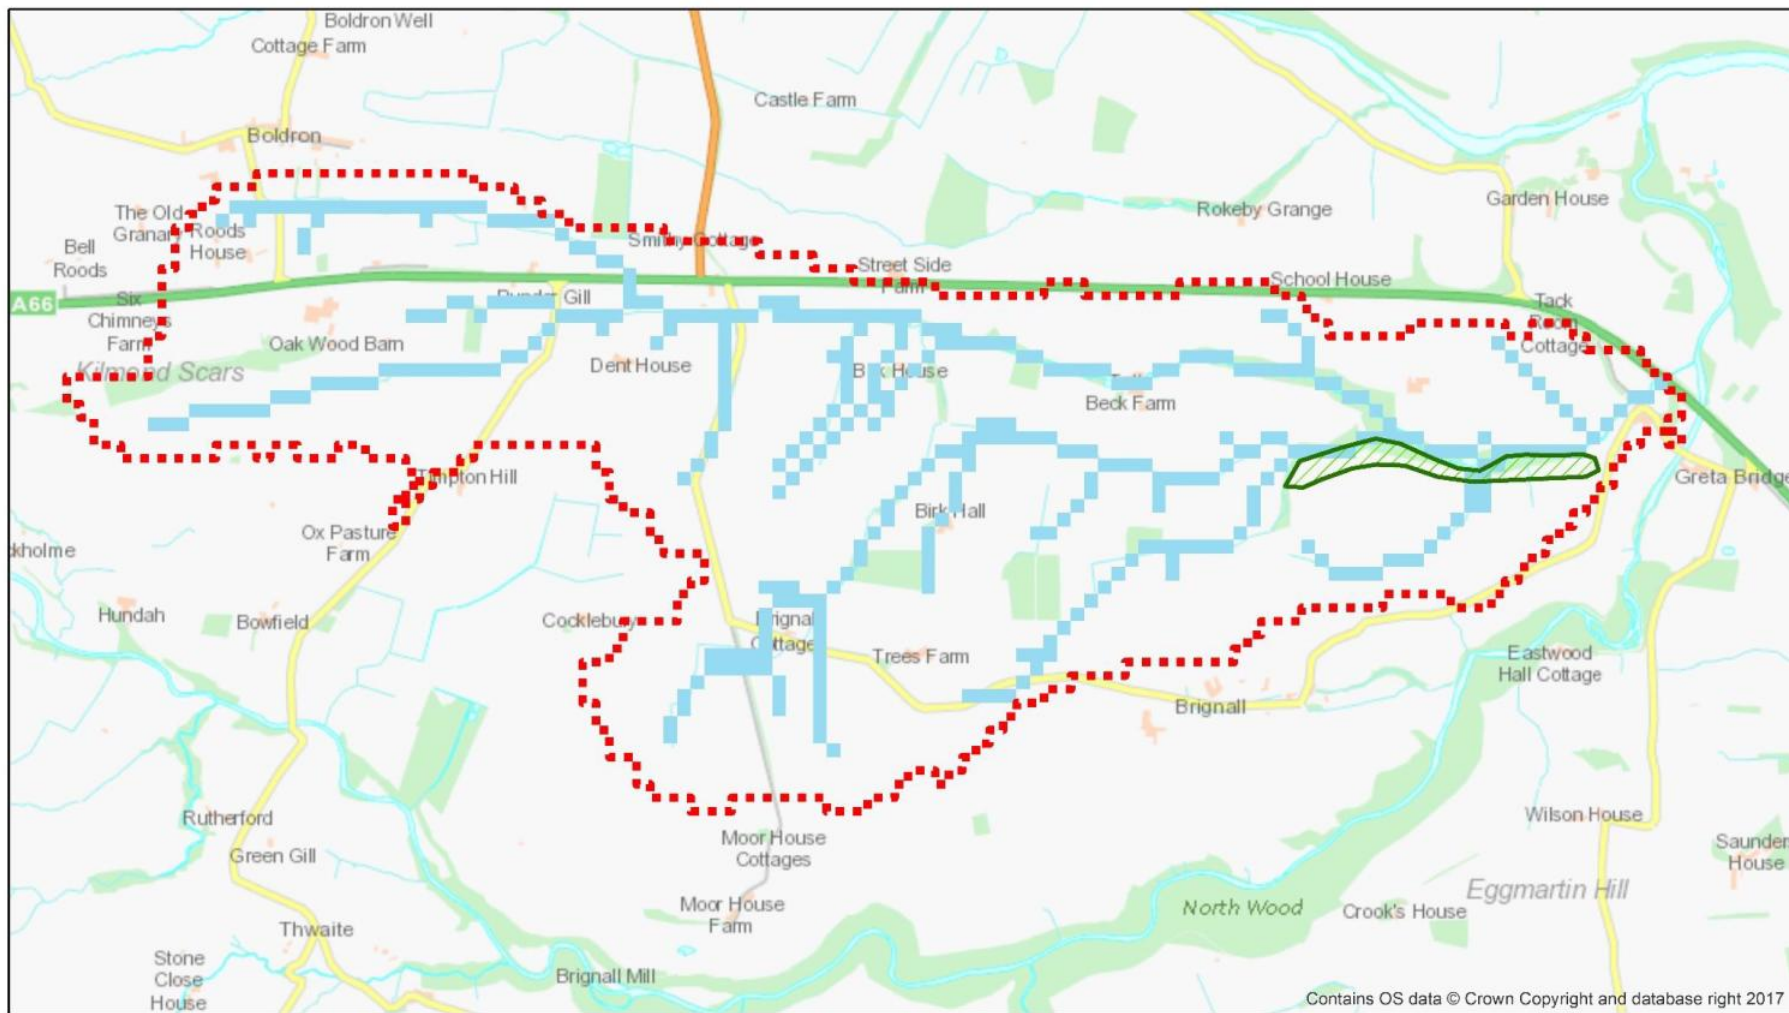 Boldron Well
Cottage Farm
Castle Farm
Boldron
Garden House
Rokeby Grange
The Old
Granary
Roods
House
Bell
Roods
Smithy Cottage
Street Side
Farm
School House
A66
Six
Chimneys
Farm
Gill
Tack
Room
Cottage
Oak Wood Barn
Kilmond Scars
Dent House
House
Beck Farm
Timpton Hill
Greta Bridge
Ox Pasture
Farm
Birk Hall
ckholme
Hundah
Bowfield
Cocklebury
Brignall
Cottage
Trees Farm
Eastwood
Hall Cottage
Brignall
Rutherford
Green Gill
Moor House
Cottages
Wilson House
Saunder
House
Eggmartin Hill
Moor House
Farm
North Wood
Crook's House
Thwaite
Stone
Close
House
Brignall Mill
Contains OS data © Crown Copyright and database right 2017